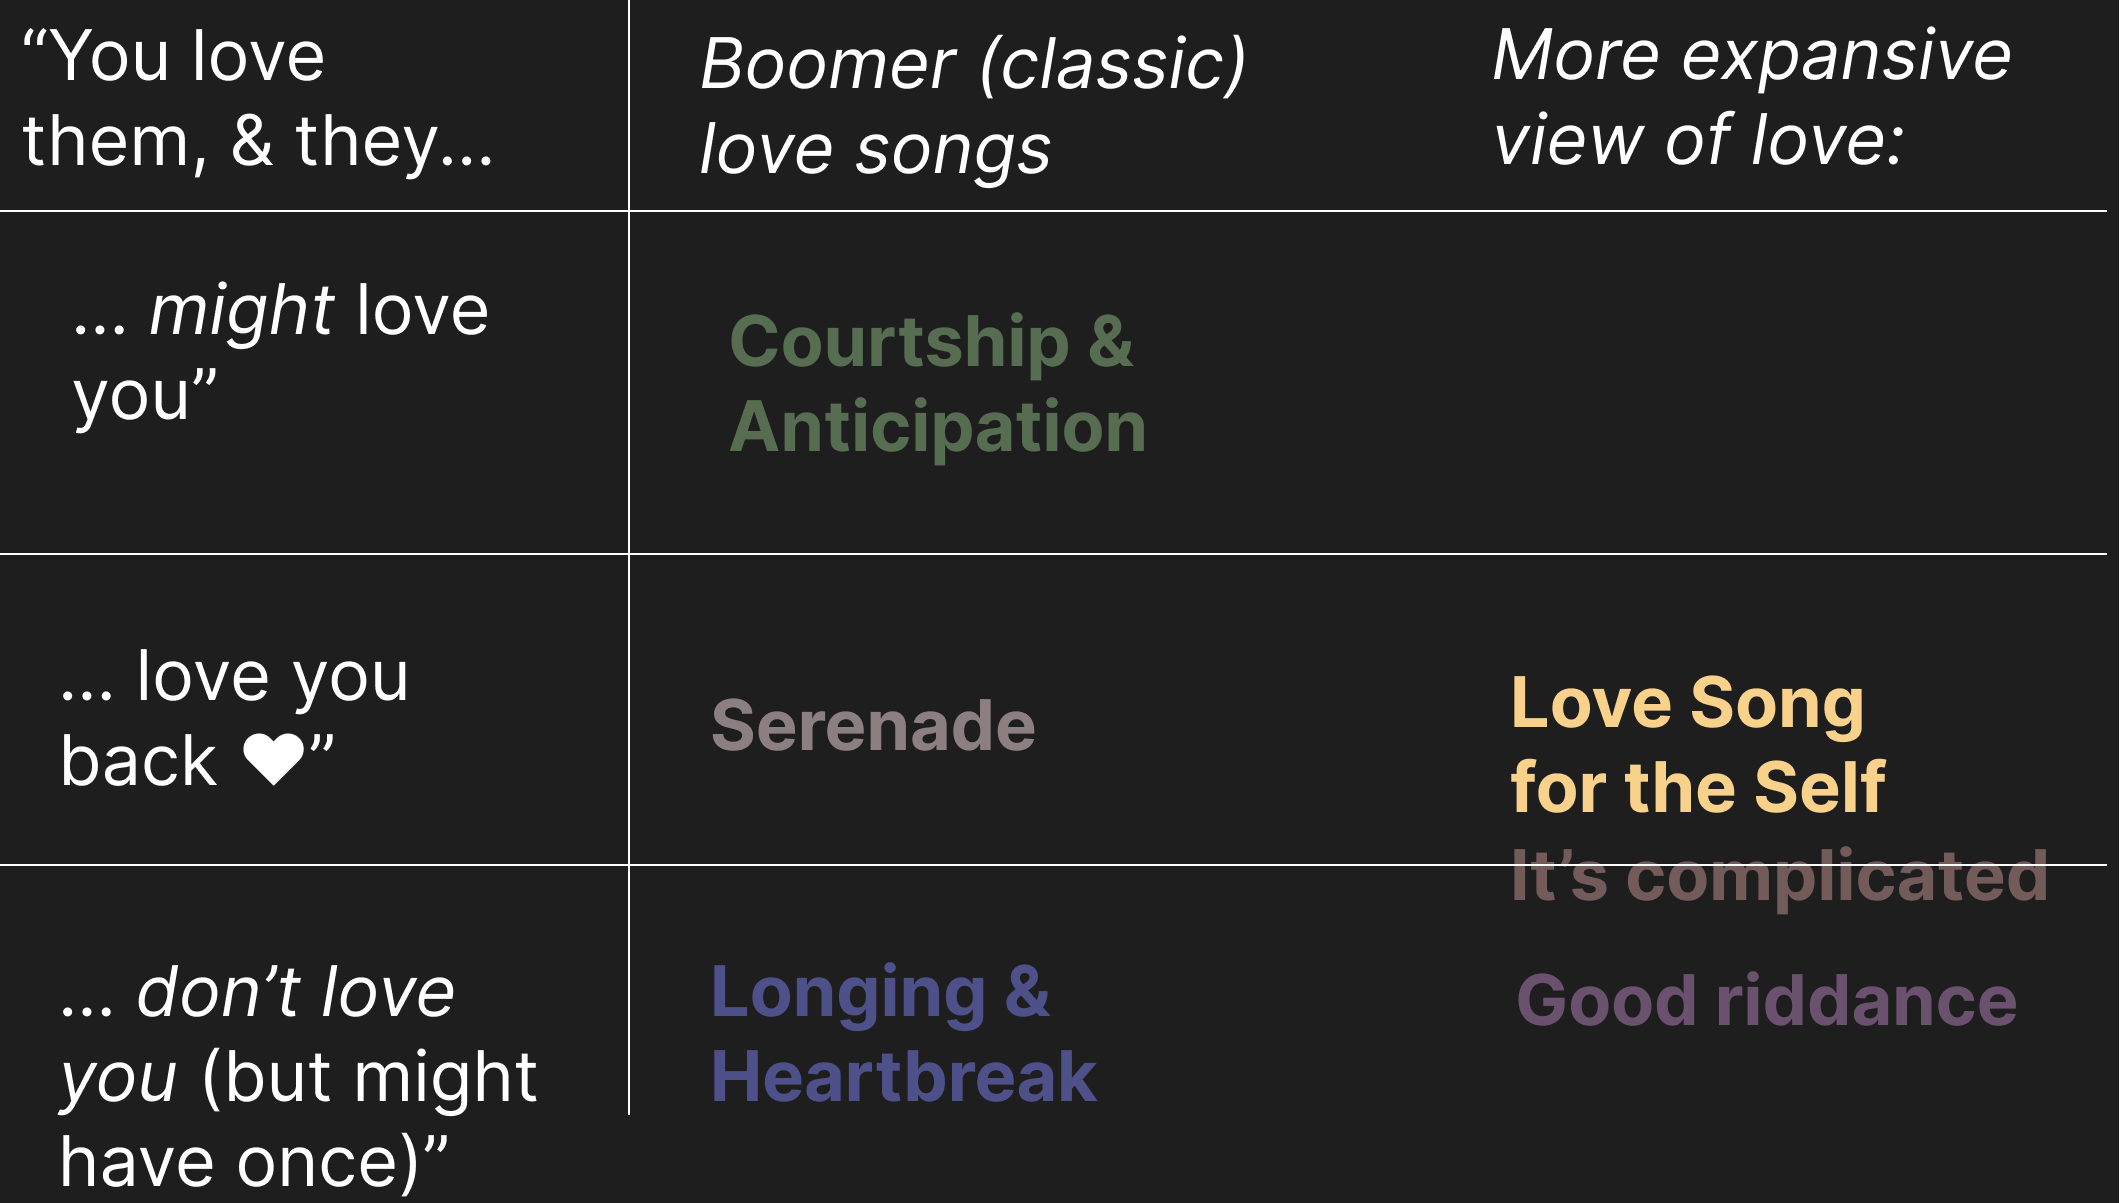 “You love
them, & they...
Boomer (classic)
love songs
More expansive
view of love:
... might love
you”
Courtship &
Anticipation
... love you
back ♥”
Serenade
Love Song
for the Self
It’s complicated
... don’t love
you (but might
have once)”
Longing &
Heartbreak
Good riddance